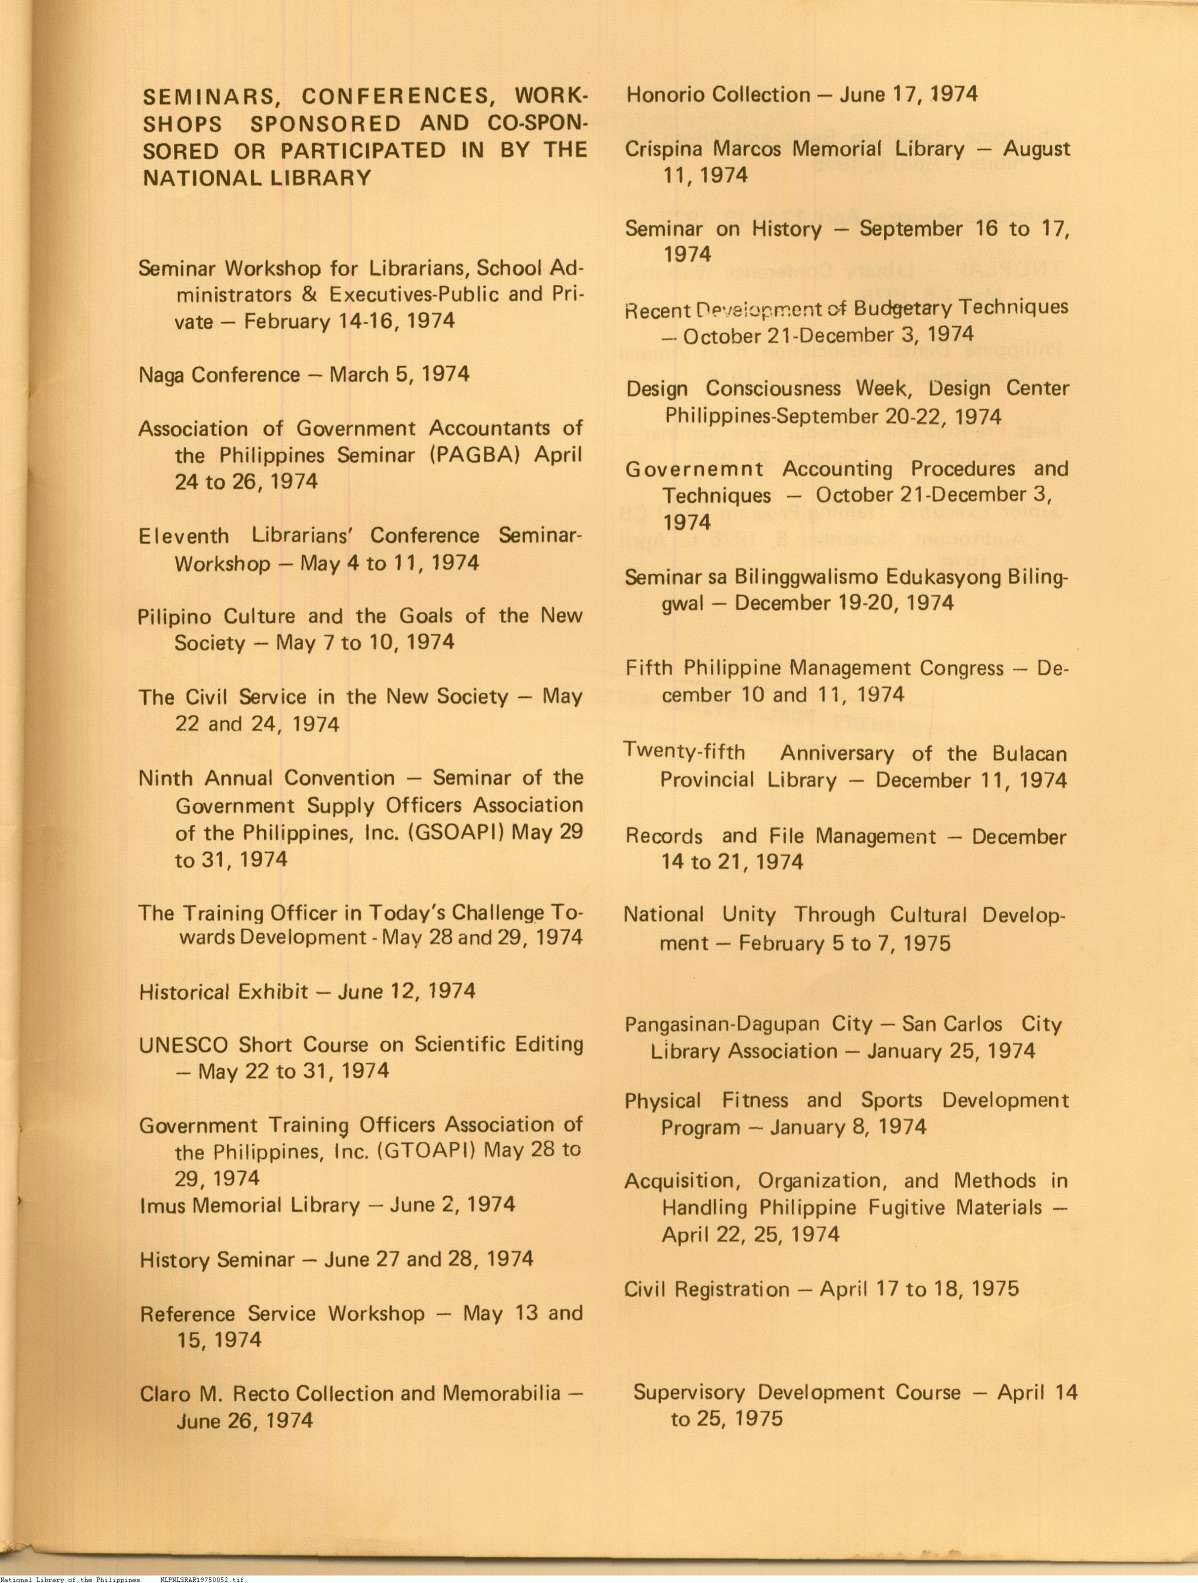 SEMINARS, CONFERENCES, WORK-
SHOPS SPONSORED AND CO-SPON-
SORED OR PARTICIPATED IN BY THE
NATIONAL LIBRARY
Seminar Workshop for Librarians, School Ad-
ministrators & Executives-Public and Pri-
vate — February 14-16, 1974
Naga Conference — March 5, 1974
Association of Government Accountants of
the Philippines Seminar (PAGBA) April
24 to 26, 1974
Eleventh Librarians' Conference Seminar-
Workshop — May 4 to 11, 1974
Pilipino Culture and the Goals of the New
Society — May 7 to 10, 1974
The Civil Service in the New Society — May
22 and 24, 1974
Ninth Annual Convention — Seminar of the
Government Supply Officers Association
of the Philippines, Inc. (GSOAPI) May 29
to 31, 1974
The Training Officer in Today's Challenge To-
wards Development - May 28 and 29, 1974
Historical Exhibit — June 12, 1974
UNESCO Short Course on Scientific Editing
— May 22 to 31, 1974
Government Training Officers Association of
the Philippines, Inc. (GTOAPI) May 28 to
29, 1974
Imus Memorial Library — June 2, 1974
History Seminar — June 27 and 28, 1974
Reference Service Workshop — May 13 and
15, 1974
Claro M. Recto Collection and Memorabilia —
June 26, 1974
Honorio Collection — June 17, 1974
Crispina Marcos Memorial Library — August
11, 1974
Seminar on History — September 16 to 17,
1974
Recent Development of Budgetary Techniques
— October 21-December 3, 1974
Design Consciousness Week, Design Center
Philippines-September 20-22, 1974
Governemnt Accounting Procedures and
Techniques — October 21-December 3,
1974
Seminar sa Bilinggwalismo Edukasyong Biling-
gwal — December 19-20, 1974
Fifth Philippine Management Congress — De-
cember 10 and 11, 1974
Twenty-fifth Anniversary of the Bulacan
Provincial Library — December 11, 1974
Records and File Management — December
14 to 21, 1974
National Unity Through Cultural Develop-
ment — February 5 to 7, 1975
Pangasinan-Dagupan City — San Carlos City
Library Association — January 25, 1974
Physical Fitness and Sports Development
Program — January 8, 1974
Acquisition, Organization, and Methods in
Handling Philippine Fugitive Materials —
April 22, 25, 1974
Civil Registration — April 17 to 18, 1975
Supervisory Development Course — April 14
to 25, 1975
National Library of the Philippines NLPNLSRAR19750052.tif